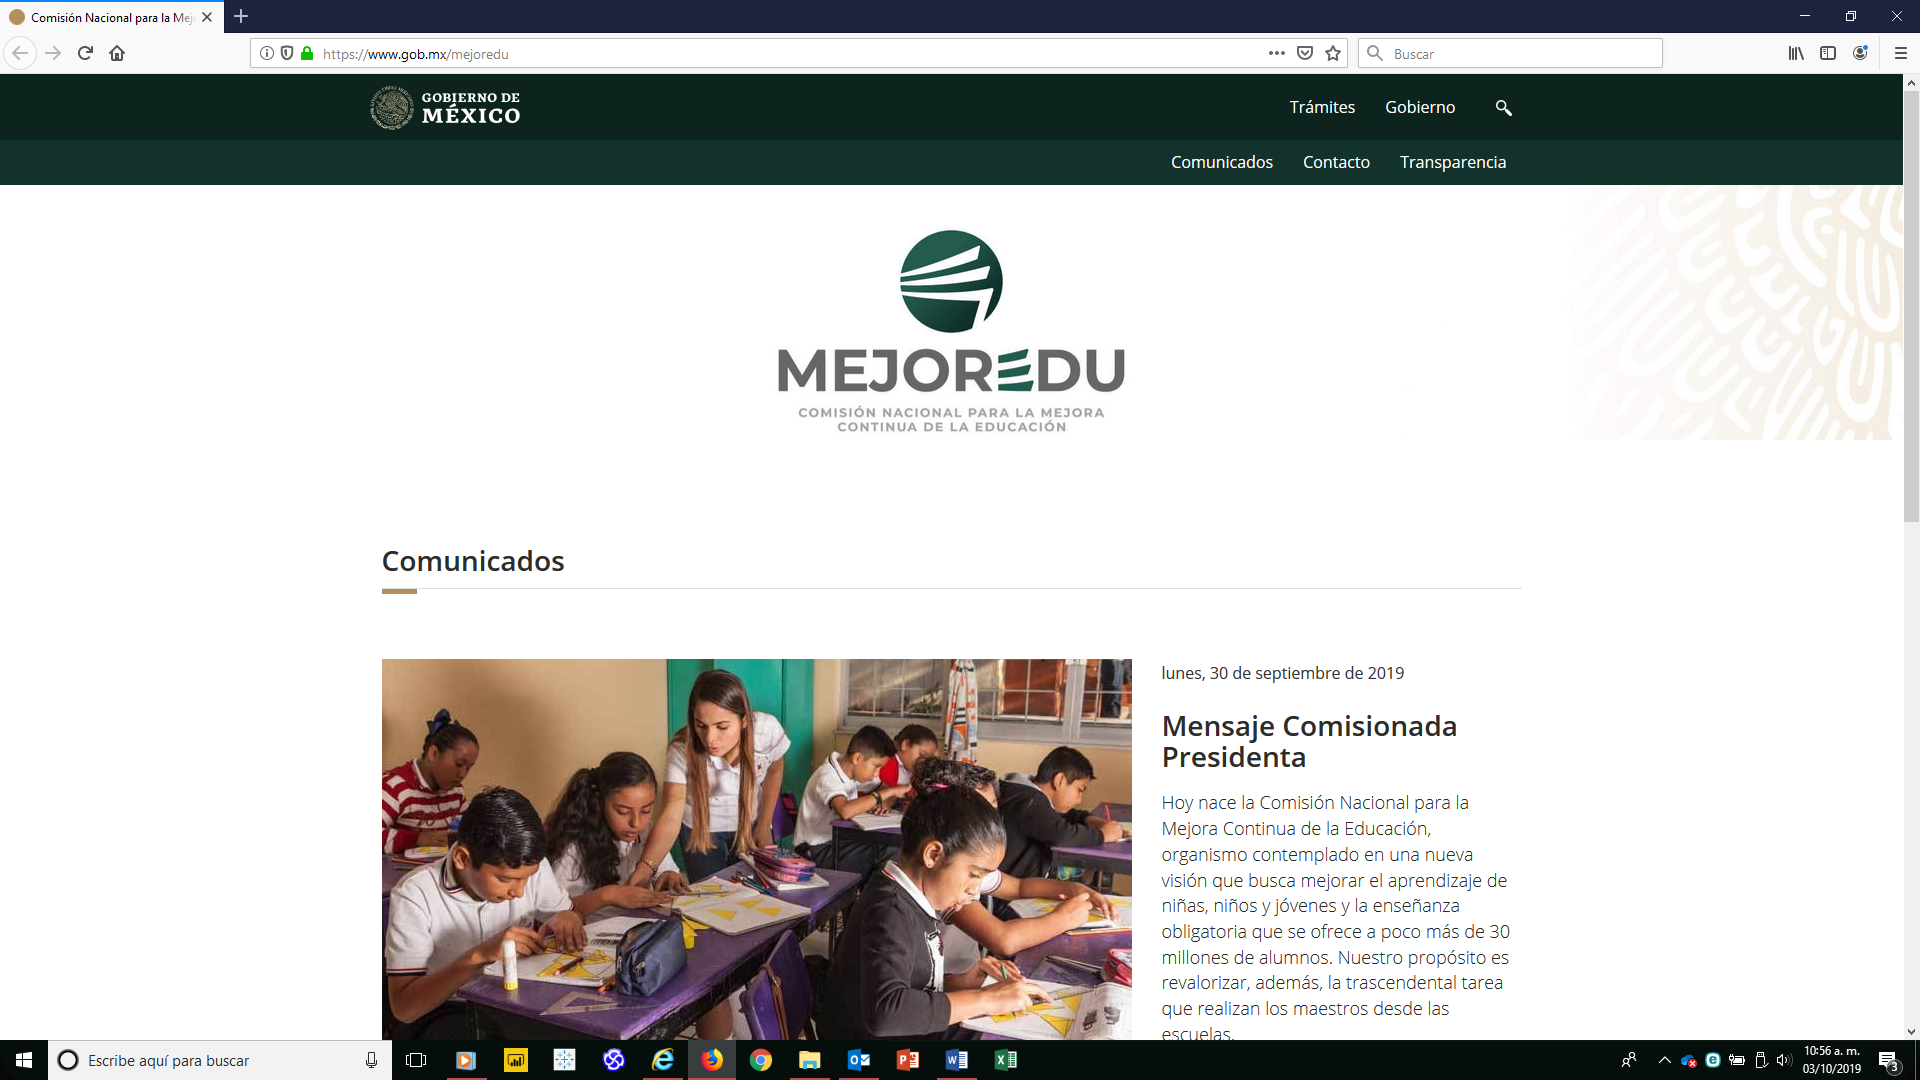 Comisión Nacional para la Mej
https://www.gob.mx/mejoredu
Buscar
GOBIERNO DE
MÉXICO
Trámites
Gobierno
Comunicados
Contacto
Transparencia
MEJOREDU
COMISIÓN NACIONAL PARA LA MEJORA
CONTINUA DE LA EDUCACIÓN
Comunicados
lunes, 30 de septiembre de 2019
Mensaje Comisionada
Presidenta
Hoy nace la Comisión Nacional para la
Mejora Continua de la Educación,
organismo contemplado en una nueva
visión que busca mejorar el aprendizaje de
niñas, niños y jóvenes y la enseñanza
obligatoria que se ofrece a poco más de 30
millones de alumnos. Nuestro propósito es
revalorizar, además, la trascendental tarea
que realizan los maestros desde las
escuelas.
Escribe aquí para buscar
10:56 a. m.
03/10/2019
3